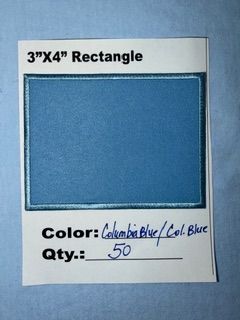 3”X4” Rectangle
Color: Columbia Blue/Col. Blue
Qty.: 50